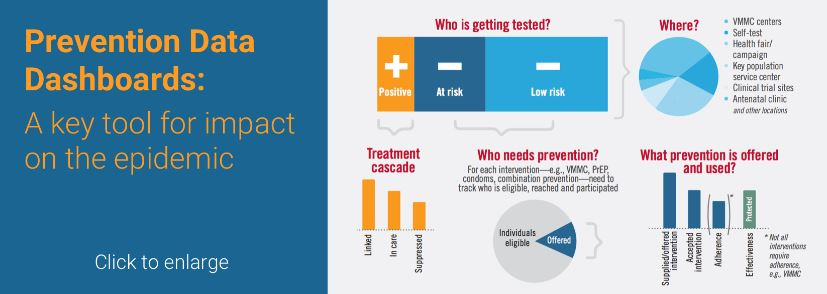 Prevention Data
Dashboards:
A key tool for impact
on the epidemic
Click to enlarge
Who is getting tested?
Positive
At risk
Low risk
Where?
VMMC centers
Self-test
Health fair/
campaign
Key population
service center
Clinical trial sites
Antenatal clinic
and other locations
Treatment
cascade
Linked
In care
Suppressed
Who needs prevention?
For each intervention—e.g., VMMC, PrEP,
condoms, combination prevention—need to
track who is eligible, reached and participated
Individuals
eligible
Offered
What prevention is offered
and used?
Supplied/offered
intervention
Accepted
intervention
Adherence
*
Effectiveness
Protected
* Not all
interventions
require
adherence,
e.g., VMMC